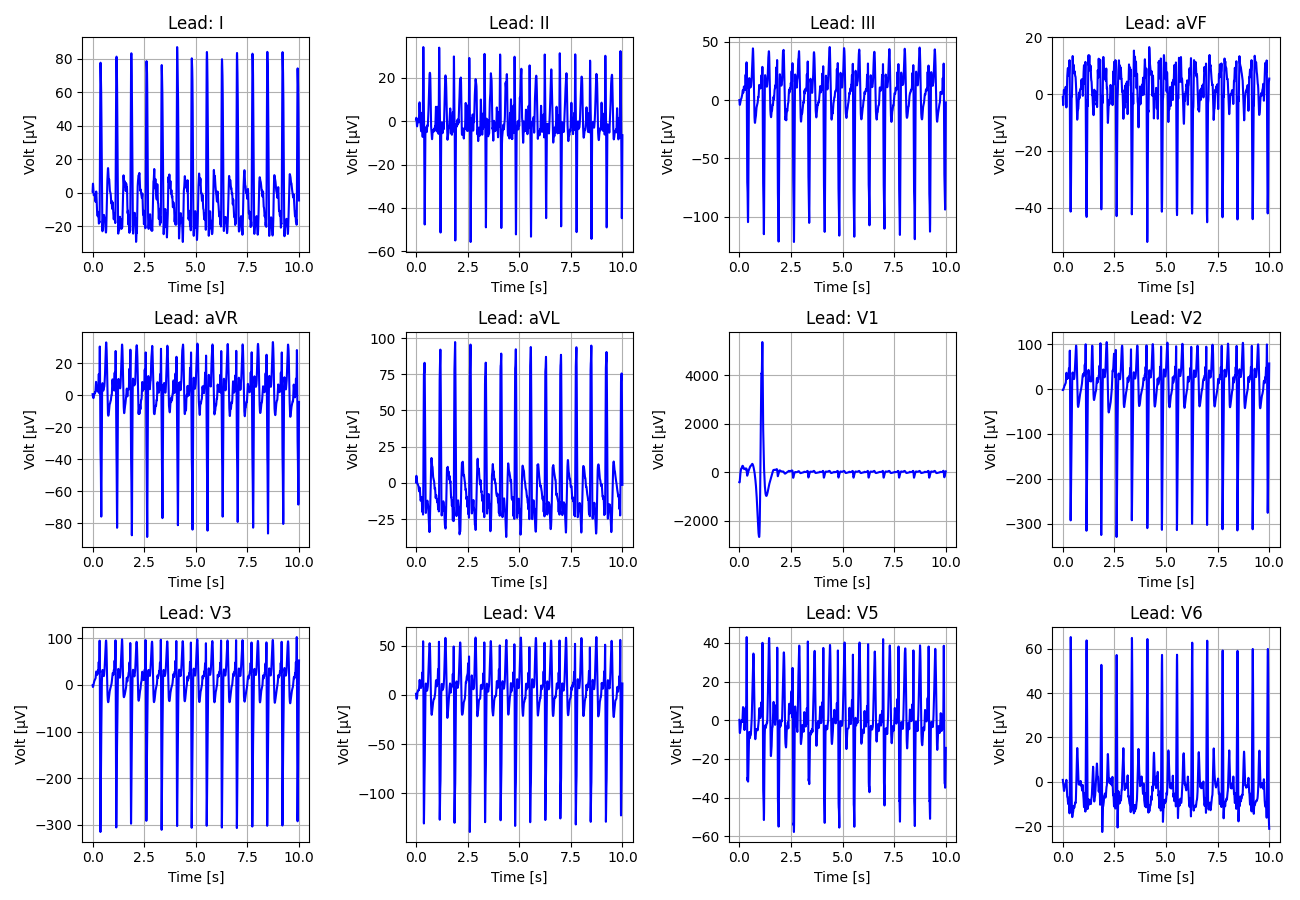 Lead: I
Volt [µV]
80
60
40
20
0
−20
0.0 2.5 5.0 7.5 10.0
Time [s]
Lead: II
Volt [µV]
20
0
−20
−40
−60
0.0 2.5 5.0 7.5 10.0
Time [s]
Lead: III
Volt [µV]
50
0
−50
−100
0.0 2.5 5.0 7.5 10.0
Time [s]
Lead: aVF
Volt [µV]
20
0
−20
−40
0.0 2.5 5.0 7.5 10.0
Time [s]
Lead: aVR
Volt [µV]
20
0
−20
−40
−60
−80
0.0 2.5 5.0 7.5 10.0
Time [s]
Lead: aVL
Volt [µV]
100
75
50
25
0
−25
0.0 2.5 5.0 7.5 10.0
Time [s]
Lead: V1
Volt [µV]
4000
2000
0
−2000
0.0 2.5 5.0 7.5 10.0
Time [s]
Lead: V2
Volt [µV]
100
0
−100
−200
−300
0.0 2.5 5.0 7.5 10.0
Time [s]
Lead: V3
Volt [µV]
100
0
−100
−200
−300
0.0 2.5 5.0 7.5 10.0
Time [s]
Lead: V4
Volt [µV]
50
0
−50
−100
0.0 2.5 5.0 7.5 10.0
Time [s]
Lead: V5
Volt [µV]
40
20
0
−20
−40
−60
0.0 2.5 5.0 7.5 10.0
Time [s]
Lead: V6
Volt [µV]
60
40
20
0
−20
0.0 2.5 5.0 7.5 10.0
Time [s]